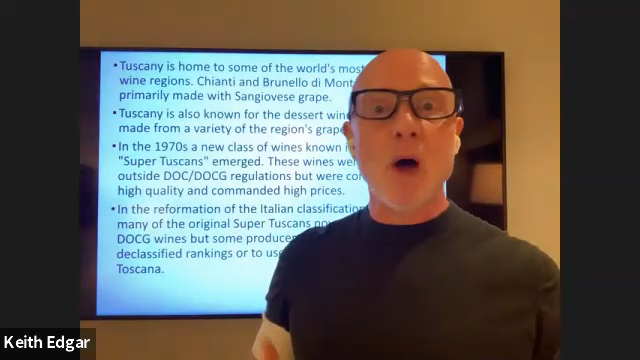 •Tuscany is home to some of the world's most
wine regions. Chianti and Brunello di Mont
primarily made with Sangiovese grape.
•Tuscany is also known for the dessert wine
made from a variety of the region's grape
•In the 1970s a new class of wines known
"Super Tuscans" emerged. These wines
outside DOC/DOCG regulations but were
high quality and commanded high prices.
•In the reformation of the Italian classification
many of the original Super Tuscans
DOCG wines but some produce
declassified rankings or to use
Toscana.
Keith Edgar